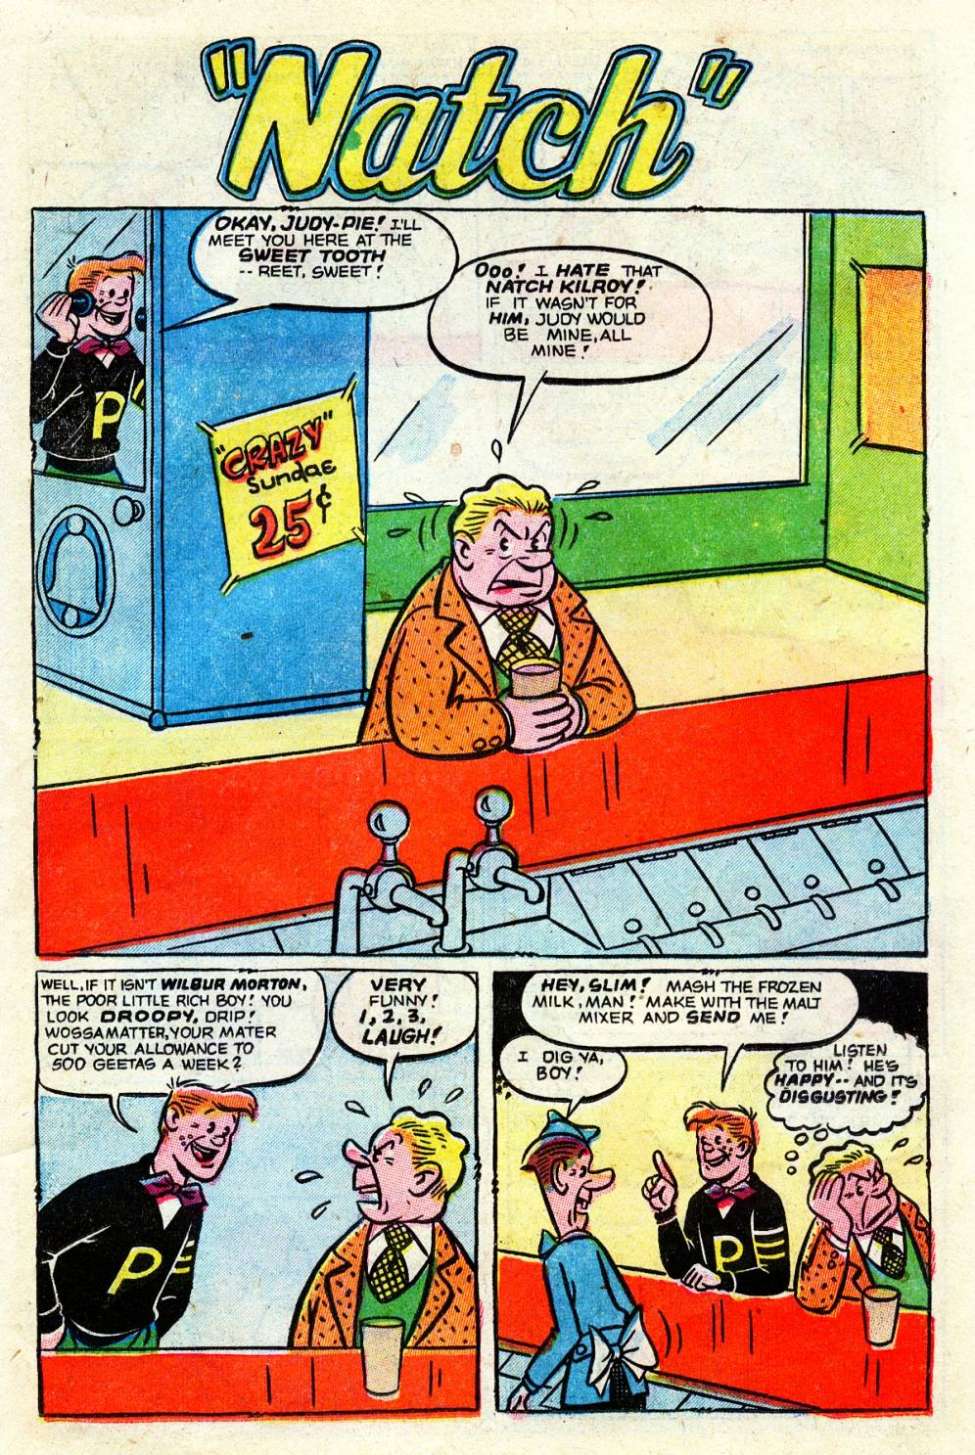 "Natch"
OKAY, JUDY-PIE! I'LL
MEET YOU HERE AT THE
SWEET TOOTH
-- REET, SWEET!
OOO! I HATE THAT
NATCH KILROY!
IF IT WASN'T FOR
HIM, JUDY WOULD
BE MINE, ALL
MINE!
P
"CRAZY"
SUNDAE
25¢
WELL, IF IT ISN'T WILBUR MORTON,
THE POOR LITTLE RICH BOY! YOU
LOOK DROOPY, DRIP!
WOSSAMATTER, YOUR MATER
CUT YOUR ALLOWANCE TO
500 GEETAS A WEEK?
VERY
FUNNY!
1, 2, 3,
LAUGH!
P
HEY, SLIM! MASH THE FROZEN
MILK, MAN! MAKE WITH THE MALT
MIXER AND SEND ME!
I DIG YA,
BOY!
LISTEN
TO HIM! HE'S
HAPPY-- AND IT'S
DISGUSTING!
P